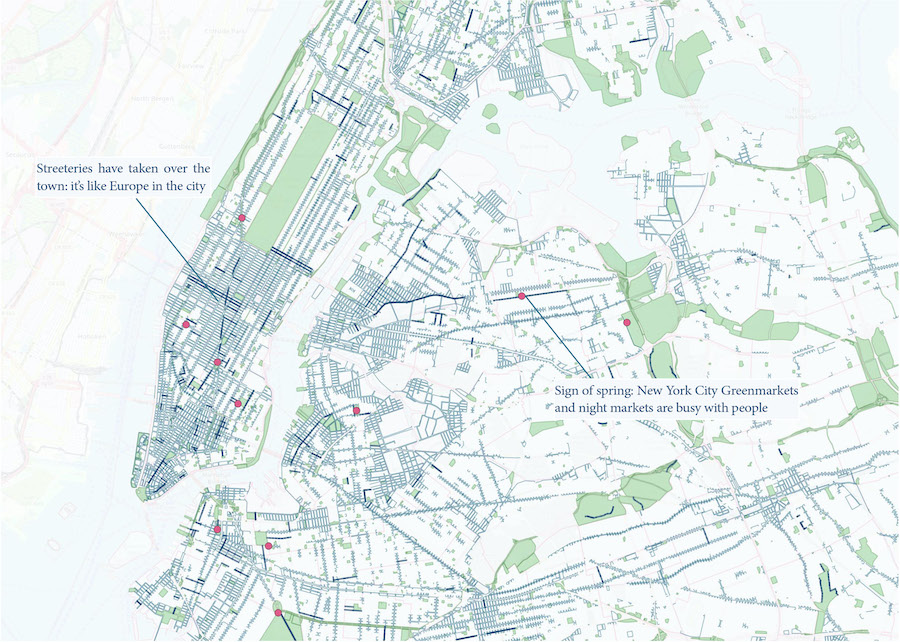 Streeteries have taken over the
town: it's like Europe in the city
Sign of spring: New York City Greenmarkets
and night markets are busy with people